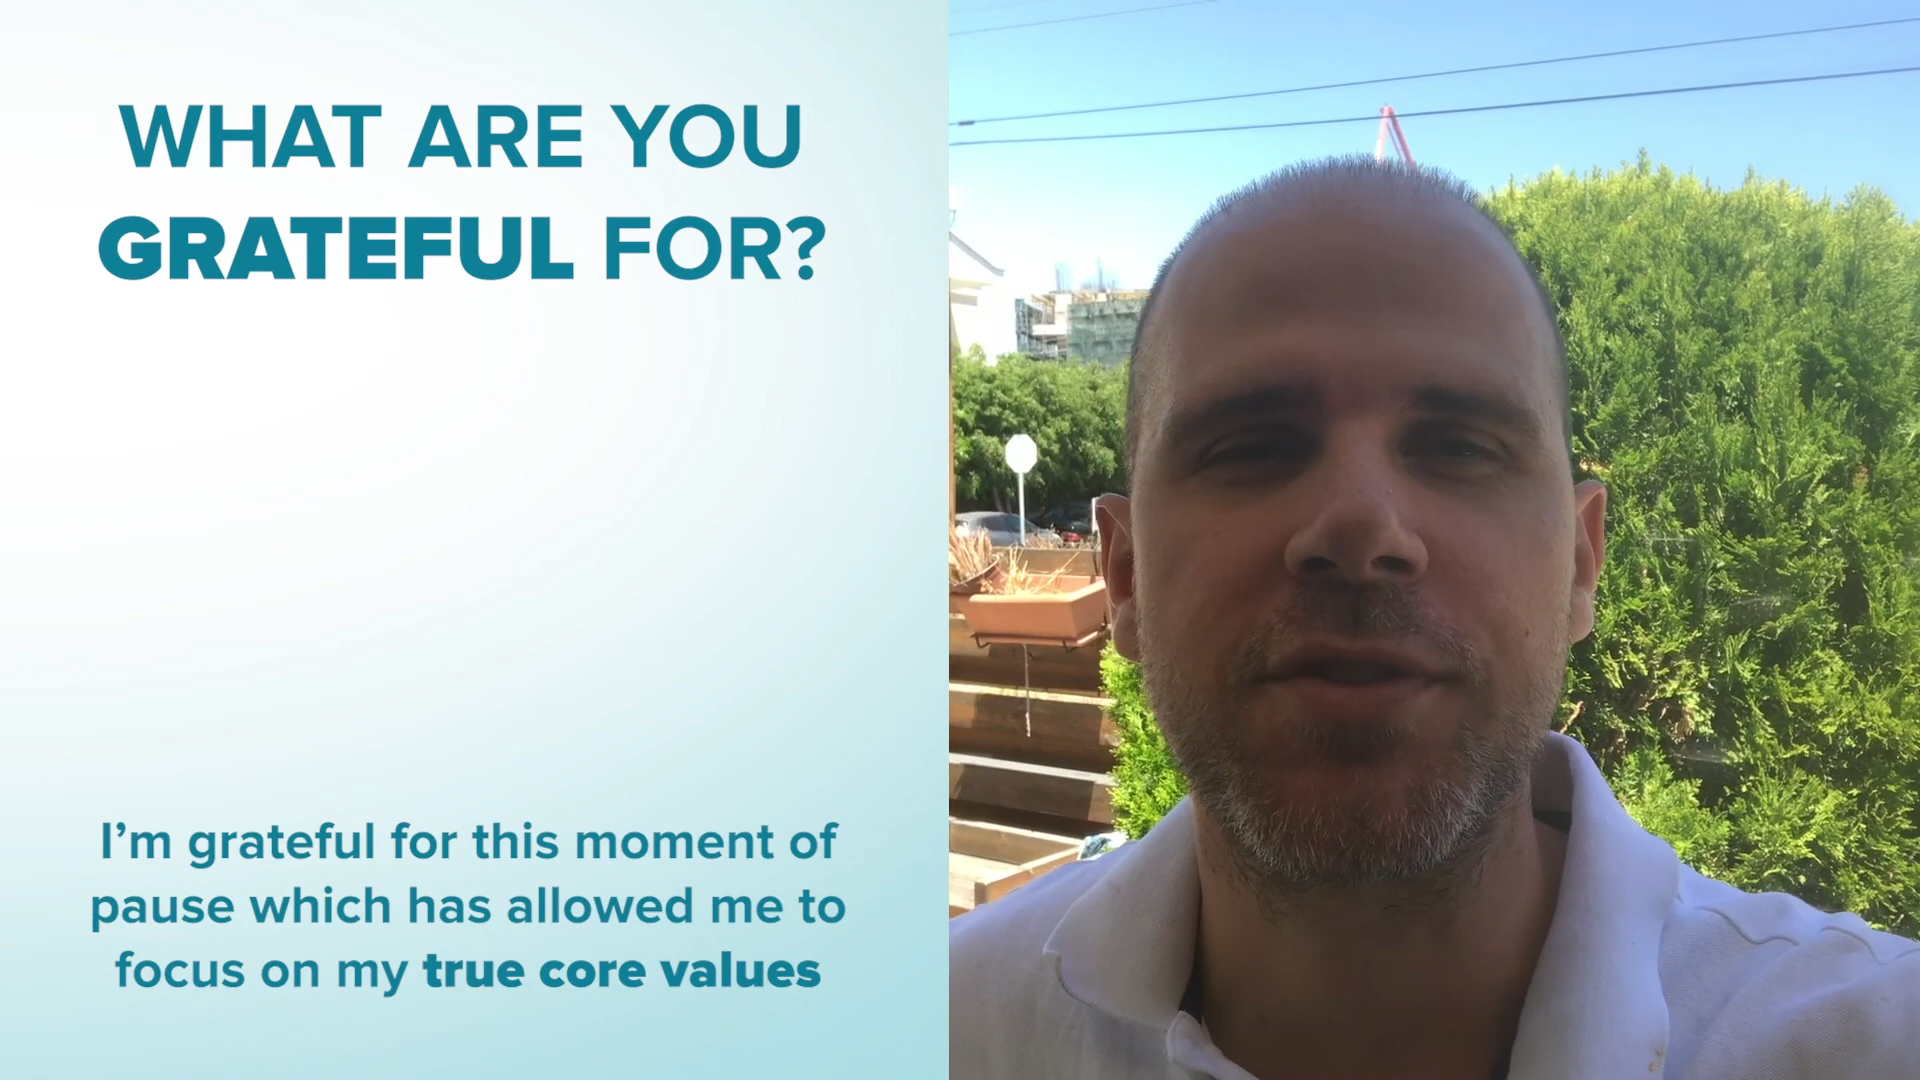 WHAT ARE YOU
GRATEFUL FOR?
I’m grateful for this moment of
pause which has allowed me to
focus on my true core values